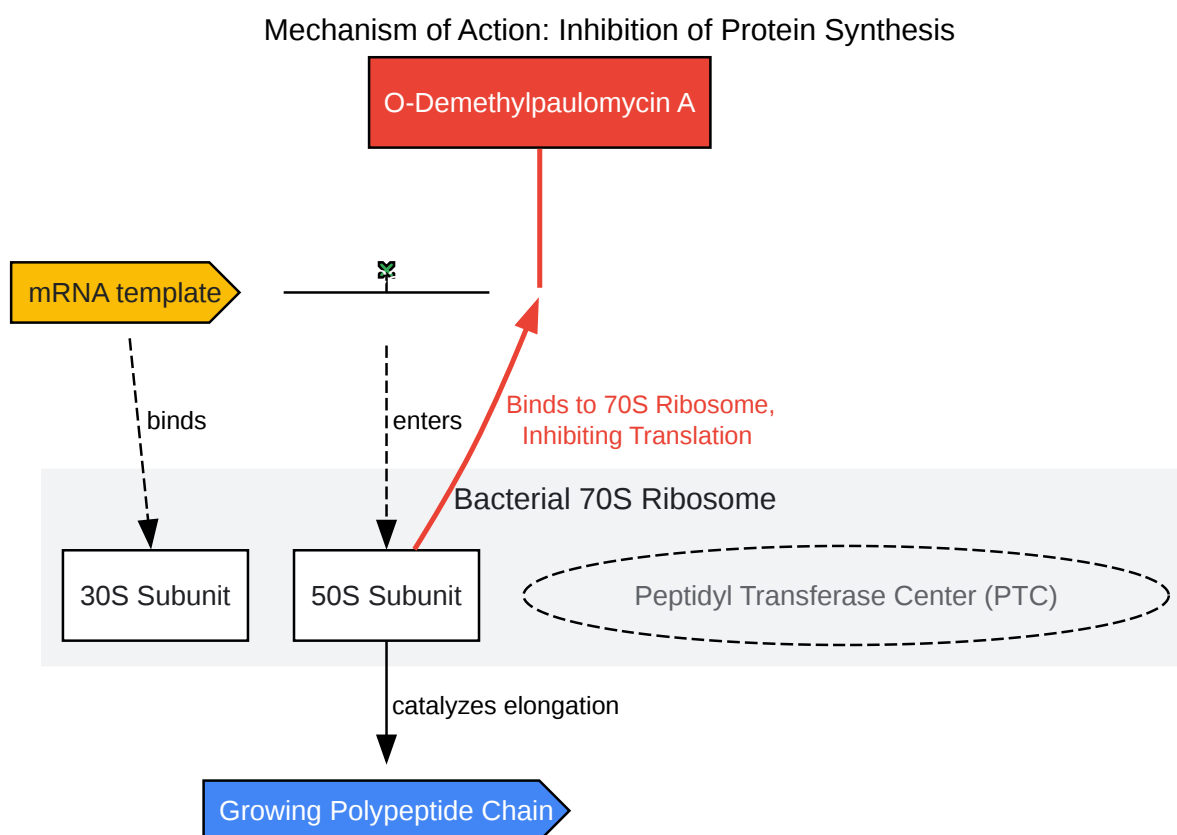 Mechanism of Action: Inhibition of Protein Synthesis
O-Demethylpaulomycin A
mRNA template
binds
enters
Binds to 70S Ribosome,
Inhibiting Translation
Bacterial 70S Ribosome
30S Subunit
50S Subunit
Peptidyl Transferase Center (PTC)
catalyzes elongation
Growing Polypeptide Chain